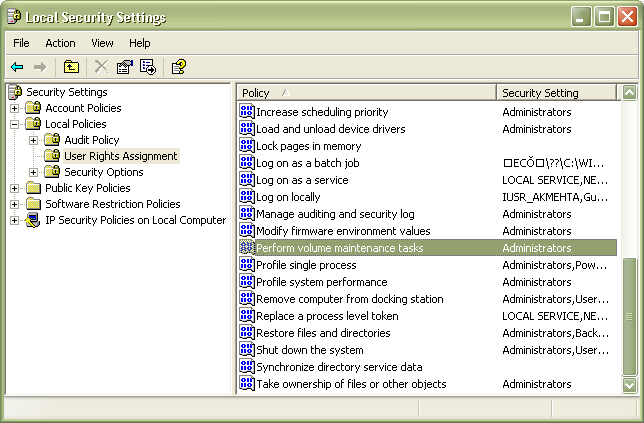 Local Security Settings
File Action View Help
Security Settings
Account Policies
Local Policies
Audit Policy
User Rights Assignment
Security Options
Public Key Policies
Software Restriction Policies
IP Security Policies on Local Computer
Policy Security Setting
Increase scheduling priority Administrators
Load and unload device drivers Administrators
Lock pages in memory
Log on as a batch job □ECǑ□\??\C:\WI...
Log on as a service LOCAL SERVICE,NE...
Log on locally IUSR_AKMEHTA,Gu...
Manage auditing and security log Administrators
Modify firmware environment values Administrators
Perform volume maintenance tasks Administrators
Profile single process Administrators,Pow...
Profile system performance Administrators
Remove computer from docking station Administrators,User...
Replace a process level token LOCAL SERVICE,NE...
Restore files and directories Administrators,Back...
Shut down the system Administrators,User...
Synchronize directory service data
Take ownership of files or other objects Administrators